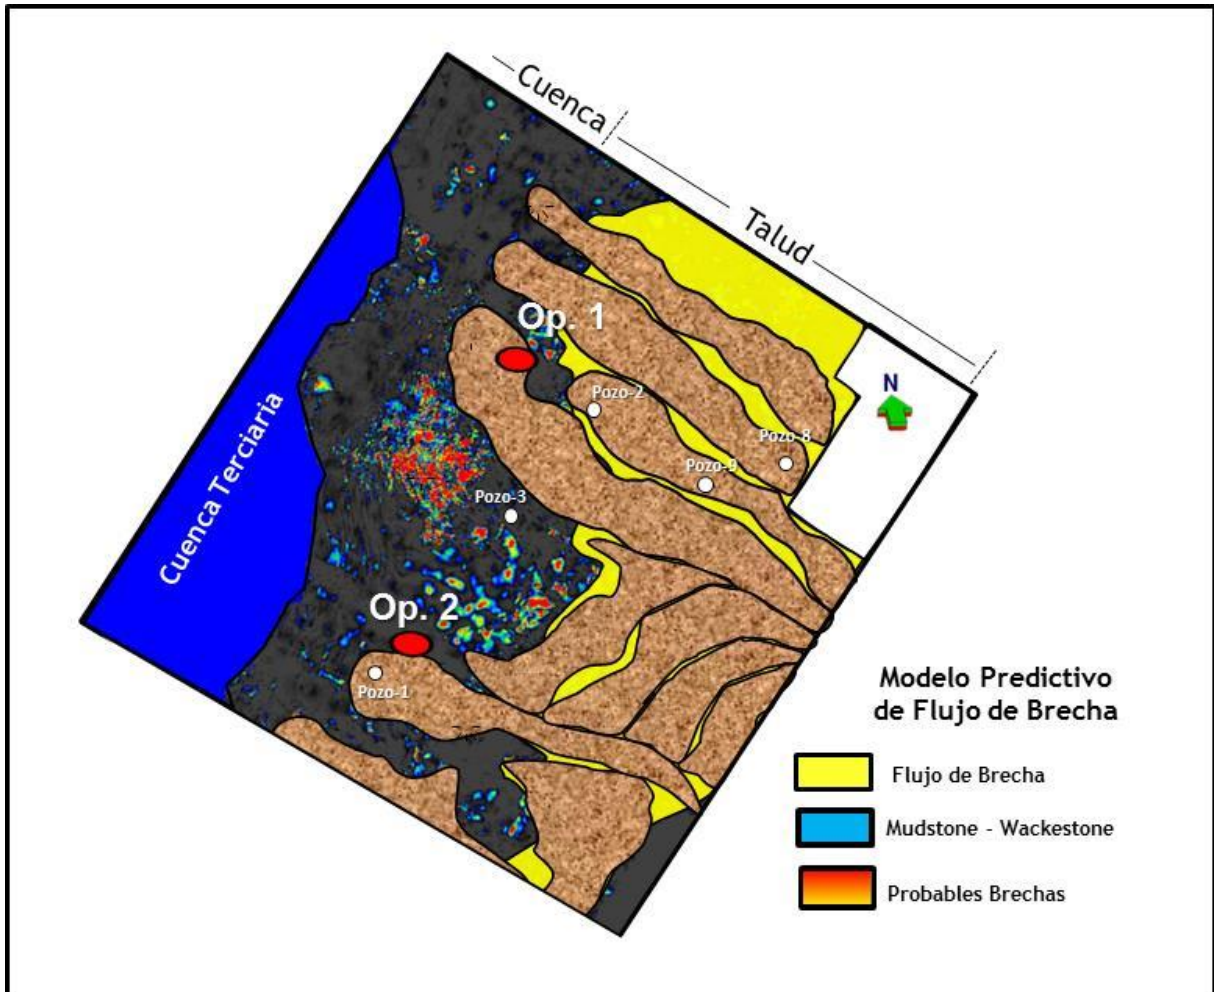 Cuenca
Talud
Op. 1
N
Pozo-2
Pozo-8
Pozo-9
Pozo-3
Cuenca Terciaria
Op. 2
Pozo-1
Modelo Predictivo
de Flujo de Brecha
Flujo de Brecha
Mudstone - Wackestone
Probables Brechas